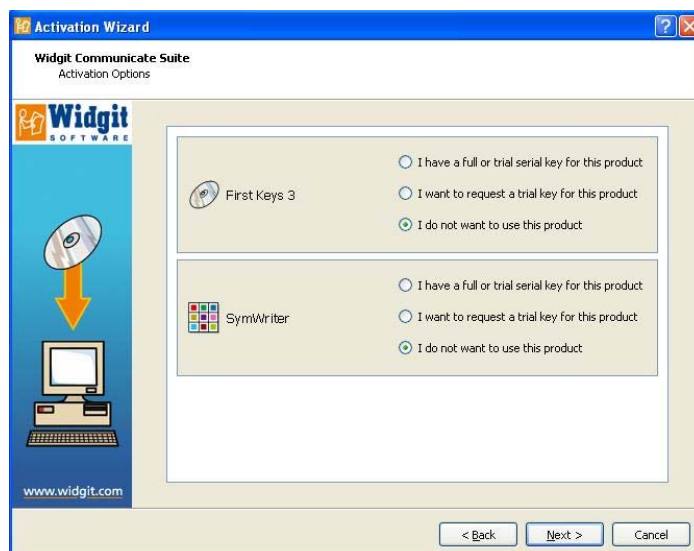 Activation Wizard
Widgit Communicate Suite
Activation Options
Widgit
SOFTWARE
First Keys 3
I have a full or trial serial key for this product
I want to request a trial key for this product
I do not want to use this product
SymWriter
I have a full or trial serial key for this product
I want to request a trial key for this product
I do not want to use this product
www.widgit.com
< Back
Next >
Cancel